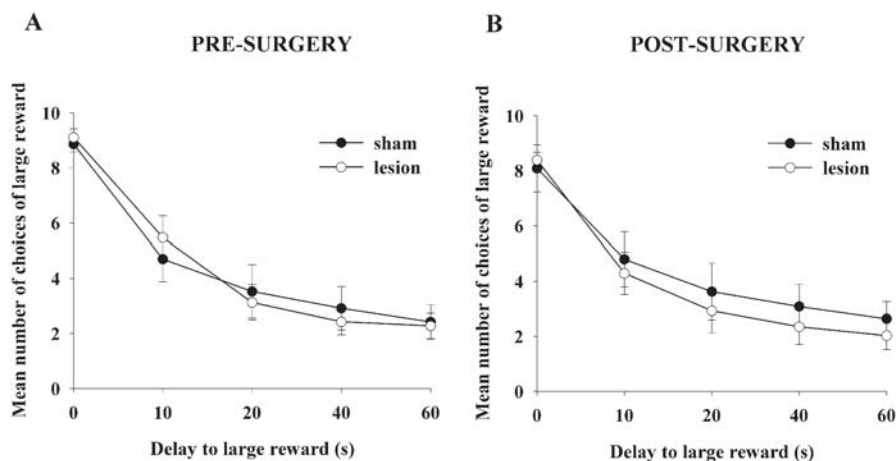 A
PRE-SURGERY
Mean number of choices of large reward
10
8
6
4
2
0
sham
lesion
0 10 20 40 60
Delay to large reward (s)
B
POST-SURGERY
Mean number of choices of large reward
10
8
6
4
2
0
sham
lesion
0 10 20 40 60
Delay to large reward (s)